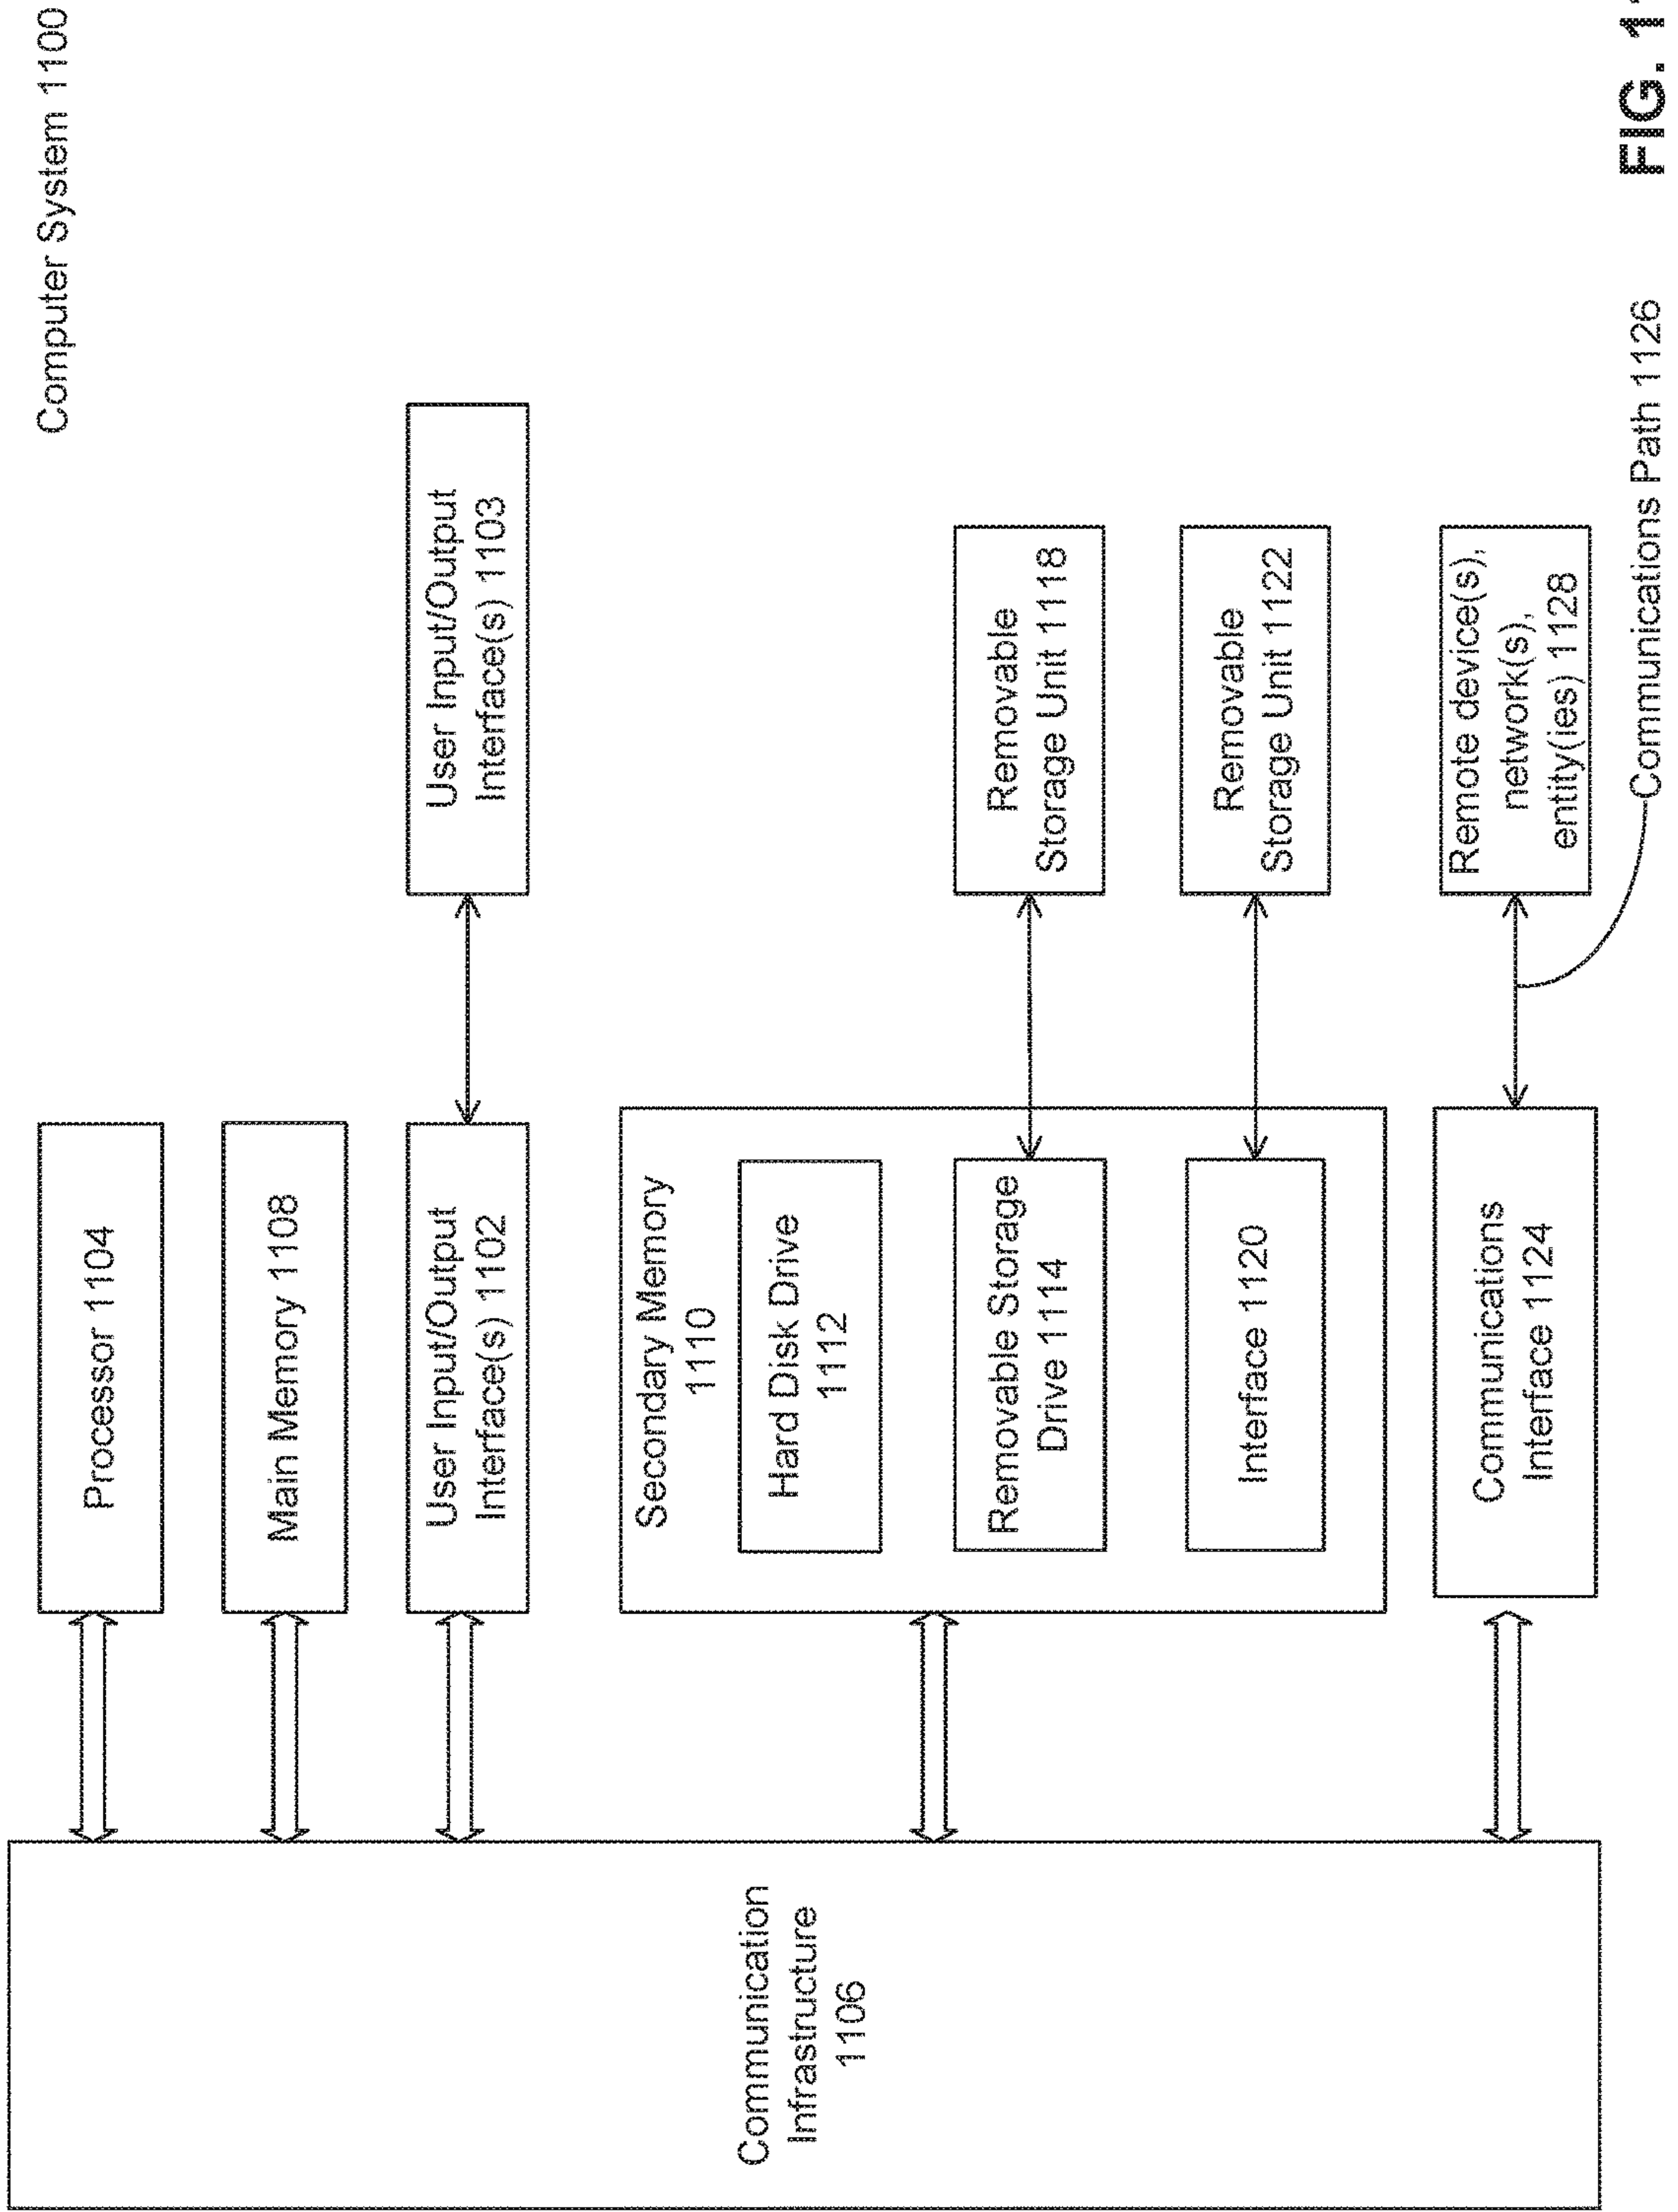 Computer System 1100
Processor 1104
Main Memory 1108
User Input/Output
Interface(s) 1102
User Input/Output
Interface(s) 1103
Communication
Infrastructure
1106
Secondary Memory
1110
Hard Disk Drive
1112
Removable Storage
Drive 1114
Removable
Storage Unit 1118
Interface 1120
Removable
Storage Unit 1122
Communications
Interface 1124
Remote device(s),
network(s),
entity(ies) 1128
Communications Path 1126
FIG. 11